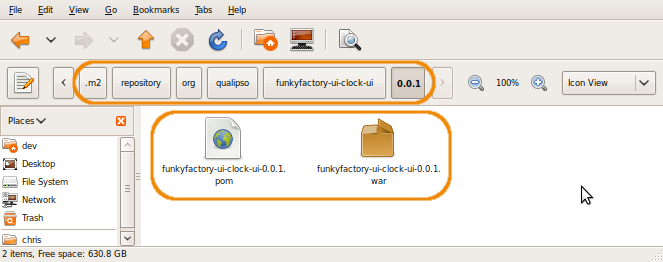 File Edit View Go Bookmarks Tabs Help
.m2 repository org qualipso funkyfactory-ui-clock-ui 0.0.1 100% Icon View
Places
dev
Desktop
File System
Network
Trash
chris
funkyfactory-ui-clock-ui-0.0.1.
pom
funkyfactory-ui-clock-ui-0.0.1.
war
2 items, Free space: 630.8 GB